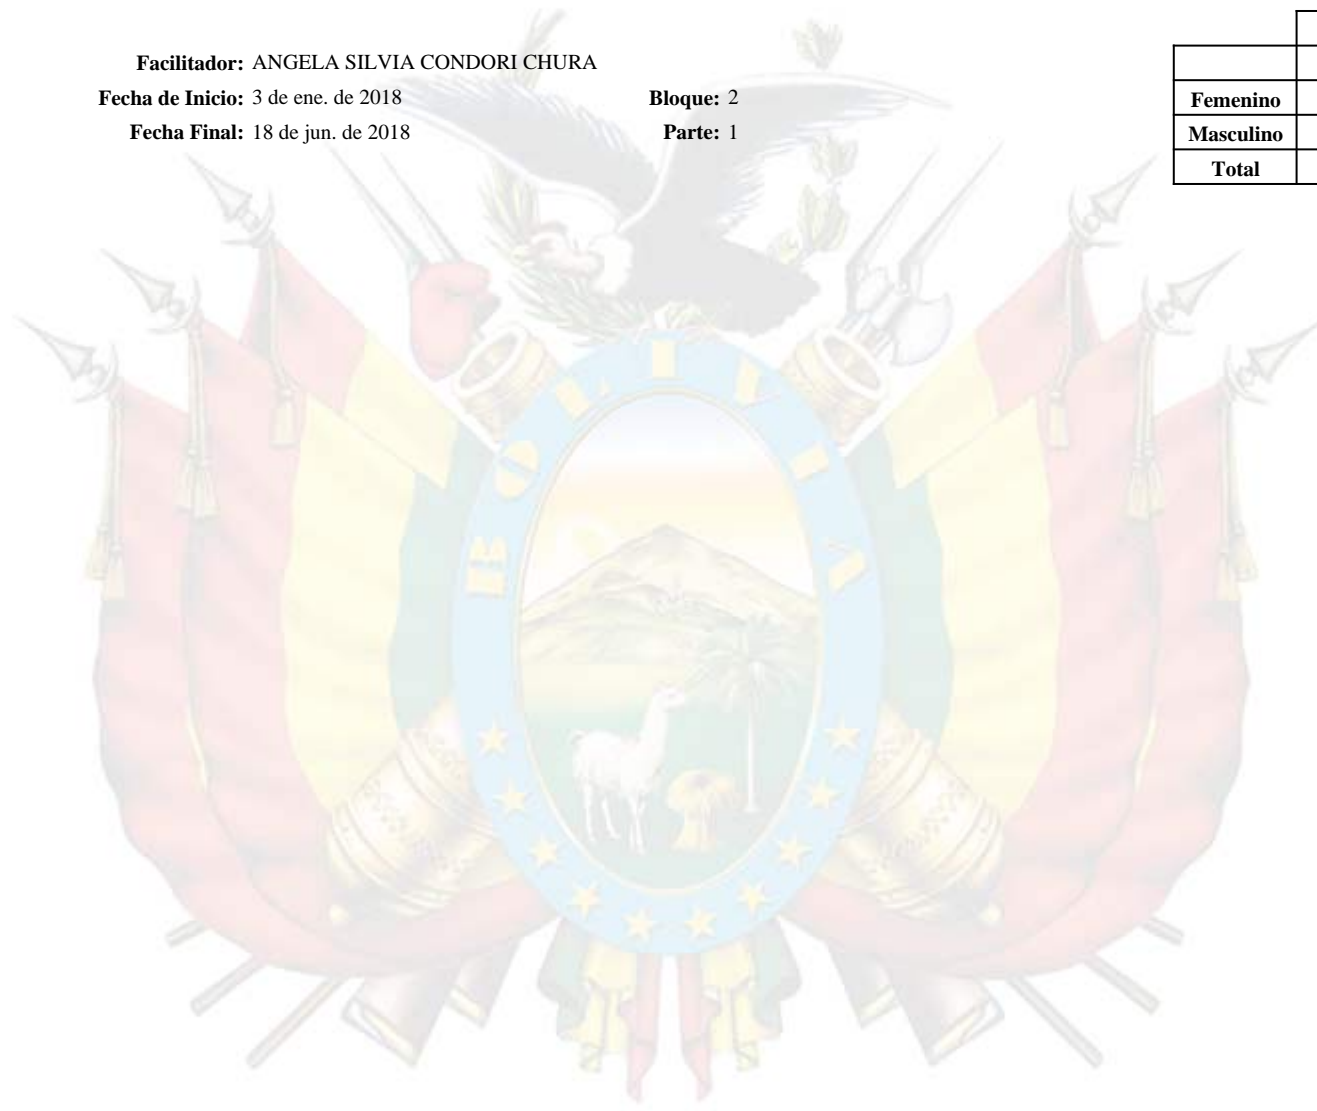 Facilitador: ANGELA SILVIA CONDORI CHURA
Fecha de Inicio: 3 de ene. de 2018 Bloque: 2
Fecha Final: 18 de jun. de 2018 Parte: 1
Femenino
Masculino
Total
BOLIVIA